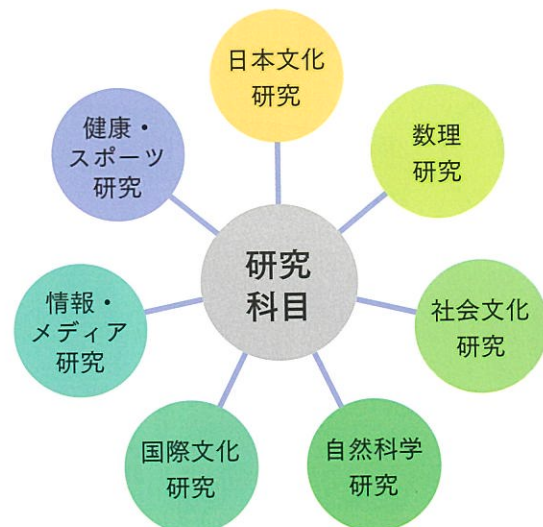 日本文化
研究
数理
研究
社会文化
研究
自然科学
研究
国際文化
研究
情報・
メディア
研究
健康・
スポーツ
研究
研究
科目